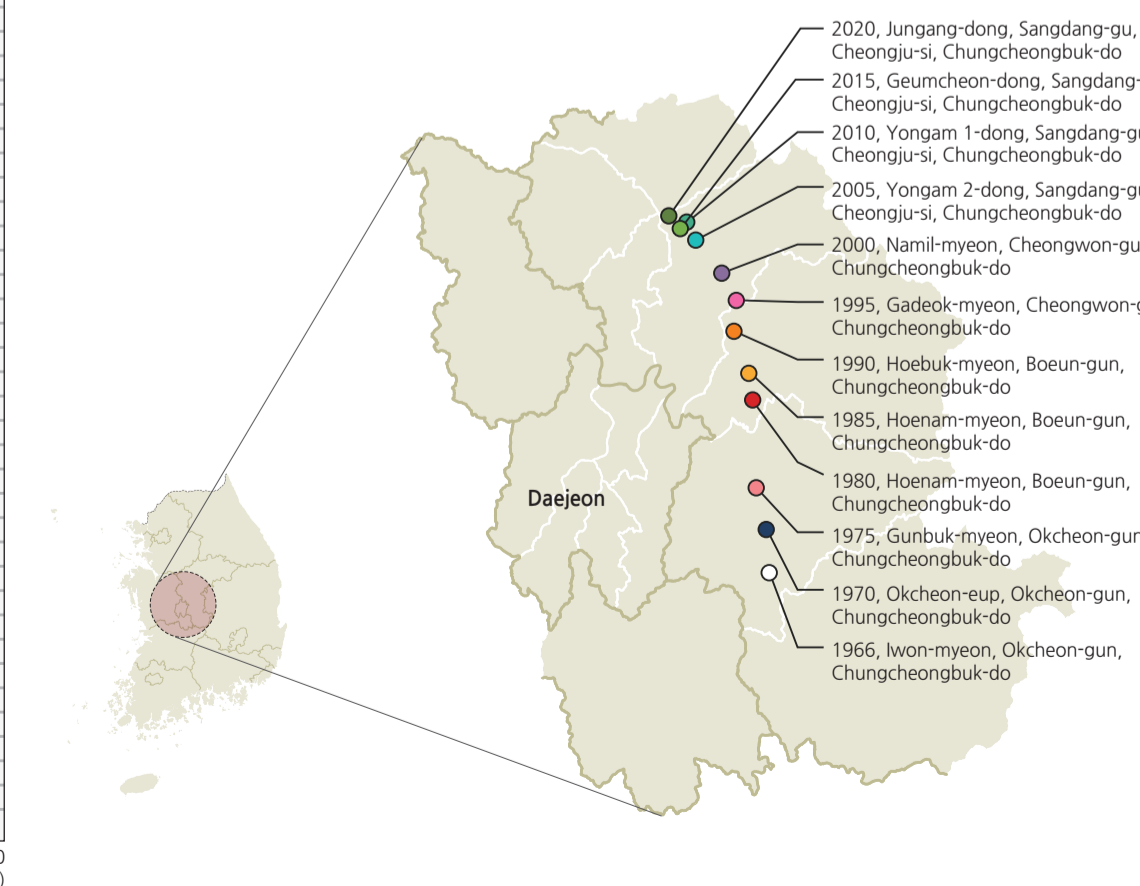 2020, Jungang-dong, Sangdang-gu,
Cheongju-si, Chungcheongbuk-do
2015, Geumcheon-dong, Sangdang-
Cheongju-si, Chungcheongbuk-do
2010, Yongam 1-dong, Sangdang-gu
Cheongju-si, Chungcheongbuk-do
2005, Yongam 2-dong, Sangdang-gu
Cheongju-si, Chungcheongbuk-do
2000, Namil-myeon, Cheongwon-gu
Chungcheongbuk-do
1995, Gadeok-myeon, Cheongwon-g
Chungcheongbuk-do
1990, Hoebuk-myeon, Boeun-gun,
Chungcheongbuk-do
1985, Hoenam-myeon, Boeun-gun,
Chungcheongbuk-do
1980, Hoenam-myeon, Boeun-gun,
Chungcheongbuk-do
Daejeon
1975, Gunbuk-myeon, Okcheon-gun
Chungcheongbuk-do
1970, Okcheon-eup, Okcheon-gun,
Chungcheongbuk-do
1966, Iwon-myeon, Okcheon-gun,
Chungcheongbuk-do
0
)